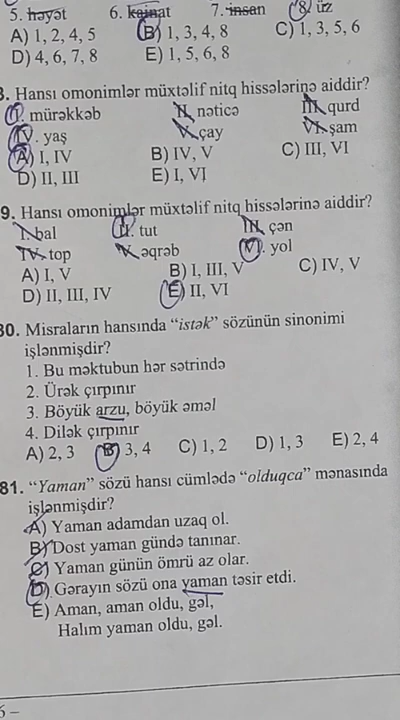 5. həyət 6. kainat 7. insan 8. üz
A) 1, 2, 4, 5 B) 1, 3, 4, 8 C) 1, 3, 5, 6
D) 4, 6, 7, 8 E) 1, 5, 6, 8
8. Hansı omonimlər müxtəlif nitq hissələrinə aiddir?
I. mürəkkəb II. nəticə III. qurd
IV. yaş V. çay VI. şam
A) I, IV B) IV, V C) III, VI
D) II, III E) I, VI
9. Hansı omonimlər müxtəlif nitq hissələrinə aiddir?
I. bal II. tut III. çən
IV. top V. əqrəb VI. yol
A) I, V B) I, III, V C) IV, V
D) II, III, IV E) II, VI
80. Misraların hansında “istək” sözünün sinonimi
işlənmişdir?
1. Bu məktubun hər sətrində
2. Ürək çırpınır
3. Böyük arzu, böyük əməl
4. Dilək çırpınır
A) 2, 3 B) 3, 4 C) 1, 2 D) 1, 3 E) 2, 4
81. “Yaman” sözü hansı cümlədə “olduqca” mənasında
işlənmişdir?
A) Yaman adamdan uzaq ol.
B) Dost yaman gündə tanınar.
C) Yaman günün ömrü az olar.
D) Gərayın sözü ona yaman təsir etdi.
E) Aman, aman oldu, gəl,
Halım yaman oldu, gəl.